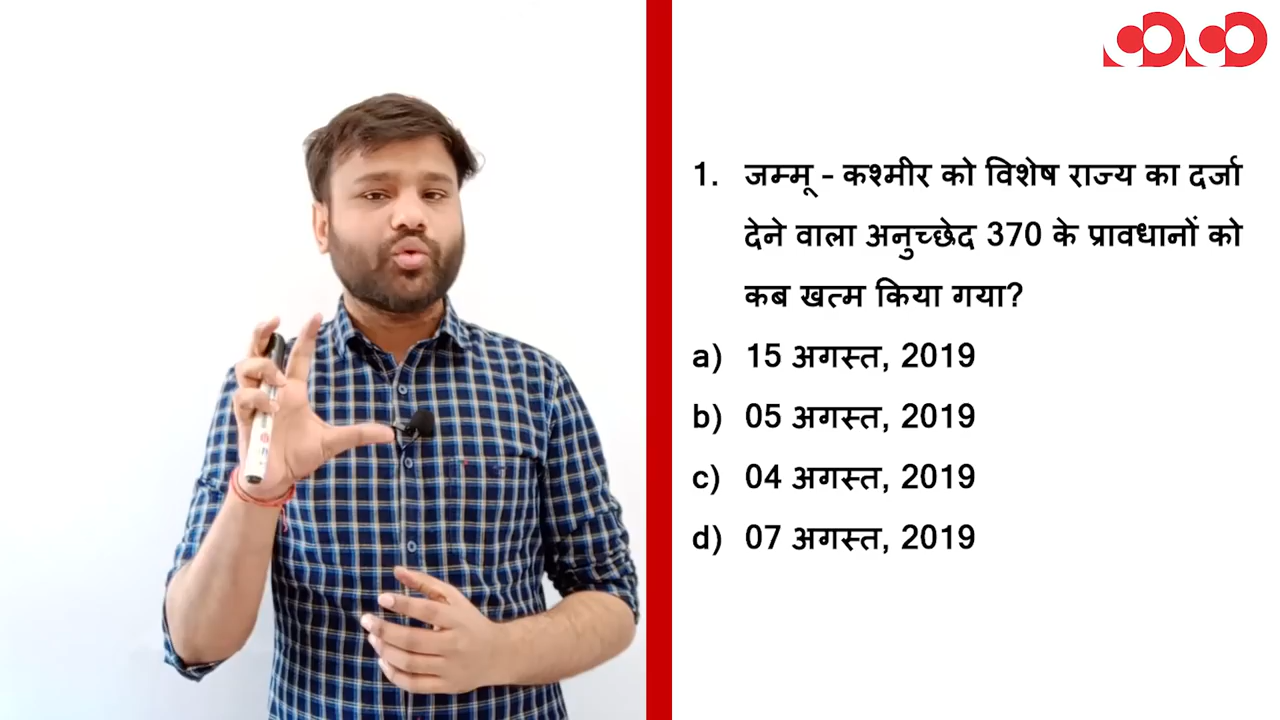 1. जम्मू - कश्मीर को विशेष राज्य का दर्जा
देने वाला अनुच्छेद 370 के प्रावधानों को
कब खत्म किया गया?
a) 15 अगस्त, 2019
b) 05 अगस्त, 2019
c) 04 अगस्त, 2019
d) 07 अगस्त, 2019